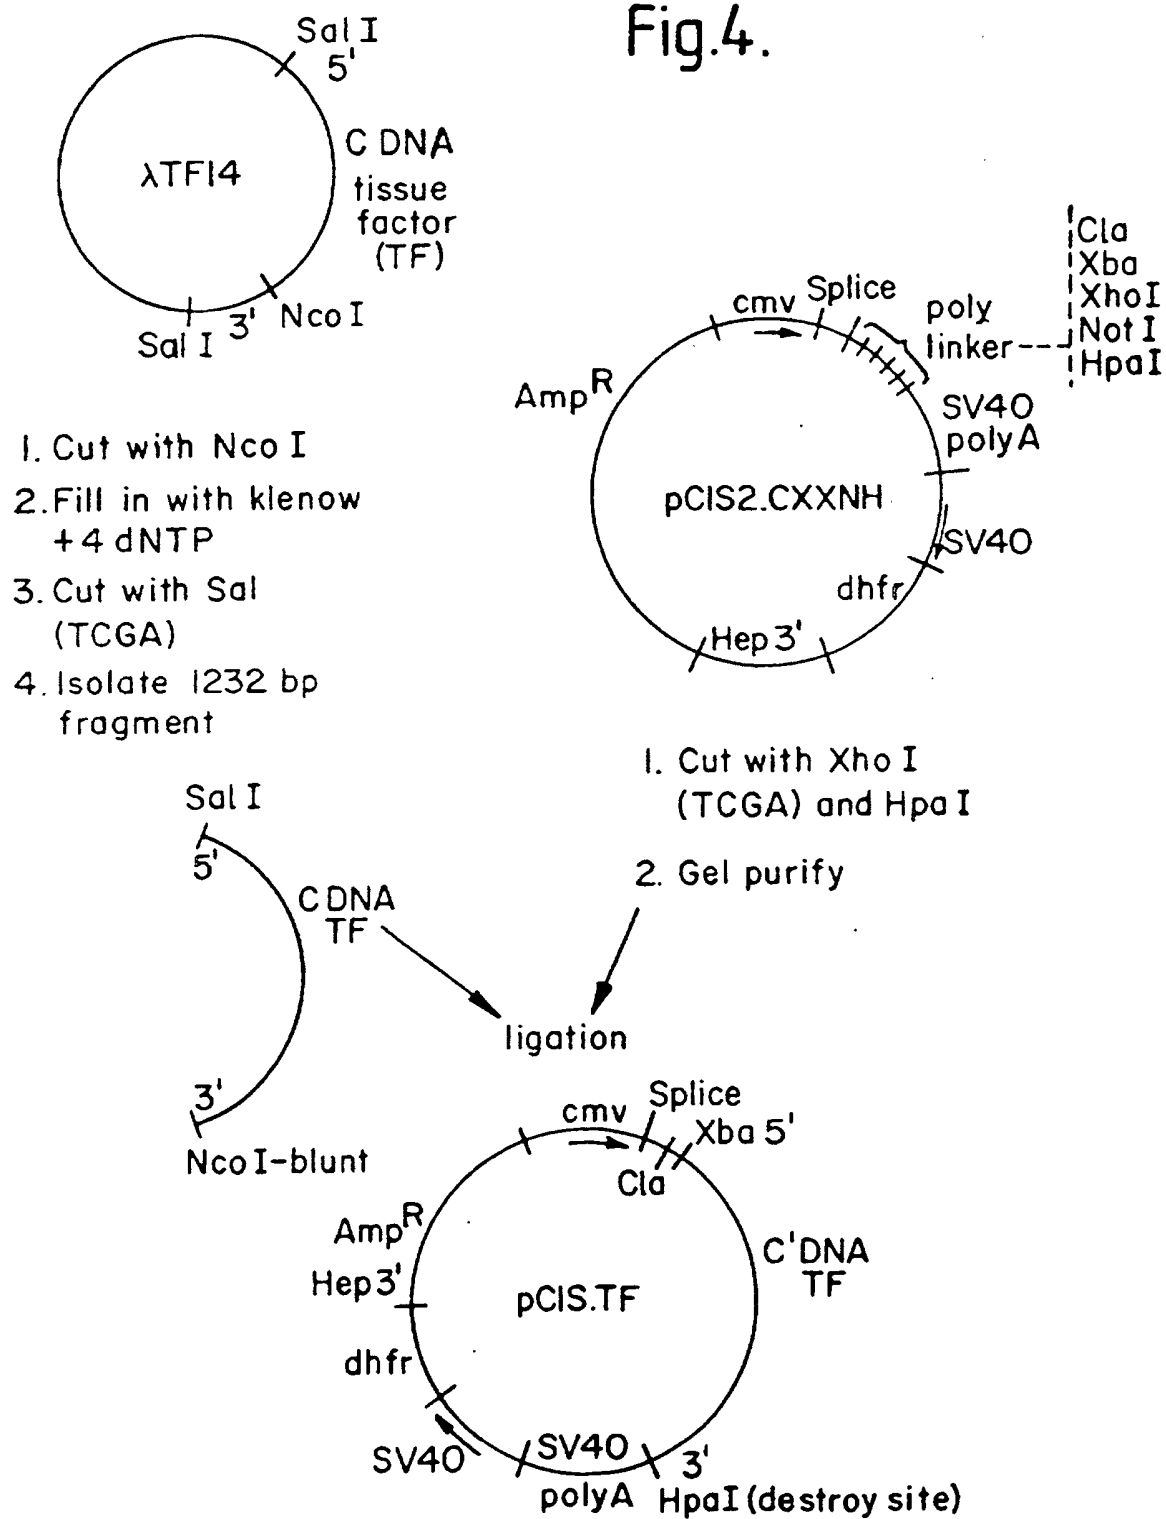 Fig.4.
Sal I
5'
C DNA
tissue
factor
(TF)
λTF14
Nco I
3'
Sal I
1. Cut with Nco I
2. Fill in with klenow
+4 dNTP
3. Cut with Sal
(TCGA)
4. Isolate 1232 bp
fragment
cmv
Splice
poly
linker
Cla
Xba
XhoI
Not I
HpaI
Amp R
SV40
polyA
pCIS2.CXXNH
SV40
dhfr
Hep 3'
1. Cut with Xho I
(TCGA) and Hpa I
2. Gel purify
Sal I
5'
C DNA
TF
3'
Nco I-blunt
ligation
cmv
Splice
Xba 5'
Cla
Amp R
Hep 3'
C'DNA
TF
pCIS.TF
dhfr
SV40
SV40
polyA
3'
HpaI (destroy site)